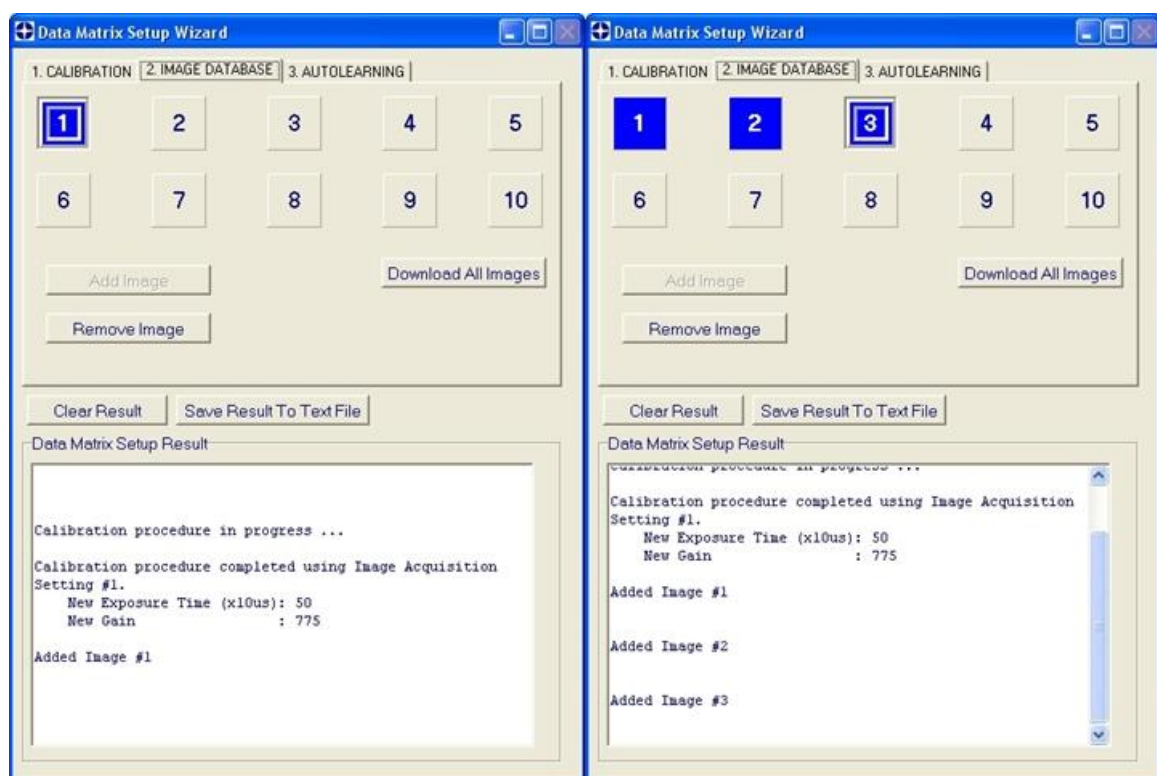 Data Matrix Setup Wizard
1. CALIBRATION 2. IMAGE DATABASE 3. AUTOLEARNING
1 2 3 4 5
6 7 8 9 10
Add Image
Download All Images
Remove Image
Clear Result Save Result To Text File
Data Matrix Setup Result
Calibration procedure in progress ...
Calibration procedure completed using Image Acquisition
Setting #1.
New Exposure Time (x10us): 50
New Gain : 775
Added Image #1
Data Matrix Setup Wizard
1. CALIBRATION 2. IMAGE DATABASE 3. AUTOLEARNING
1 2 3 4 5
6 7 8 9 10
Add Image
Download All Images
Remove Image
Clear Result Save Result To Text File
Data Matrix Setup Result
Calibration procedure in progress ...
Calibration procedure completed using Image Acquisition
Setting #1.
New Exposure Time (x10us): 50
New Gain : 775
Added Image #1
Added Image #2
Added Image #3